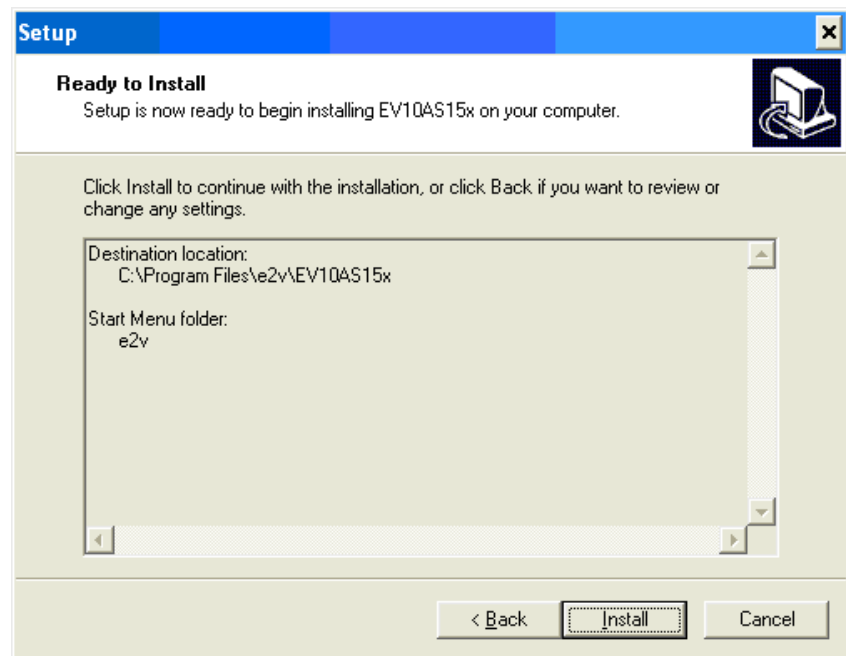 Setup
Ready to Install
Setup is now ready to begin installing EV10AS15x on your computer.
Click Install to continue with the installation, or click Back if you want to review or
change any settings.
Destination location:
C:\Program Files\e2v\EV10AS15x
Start Menu folder:
e2v
< Back
Install
Cancel